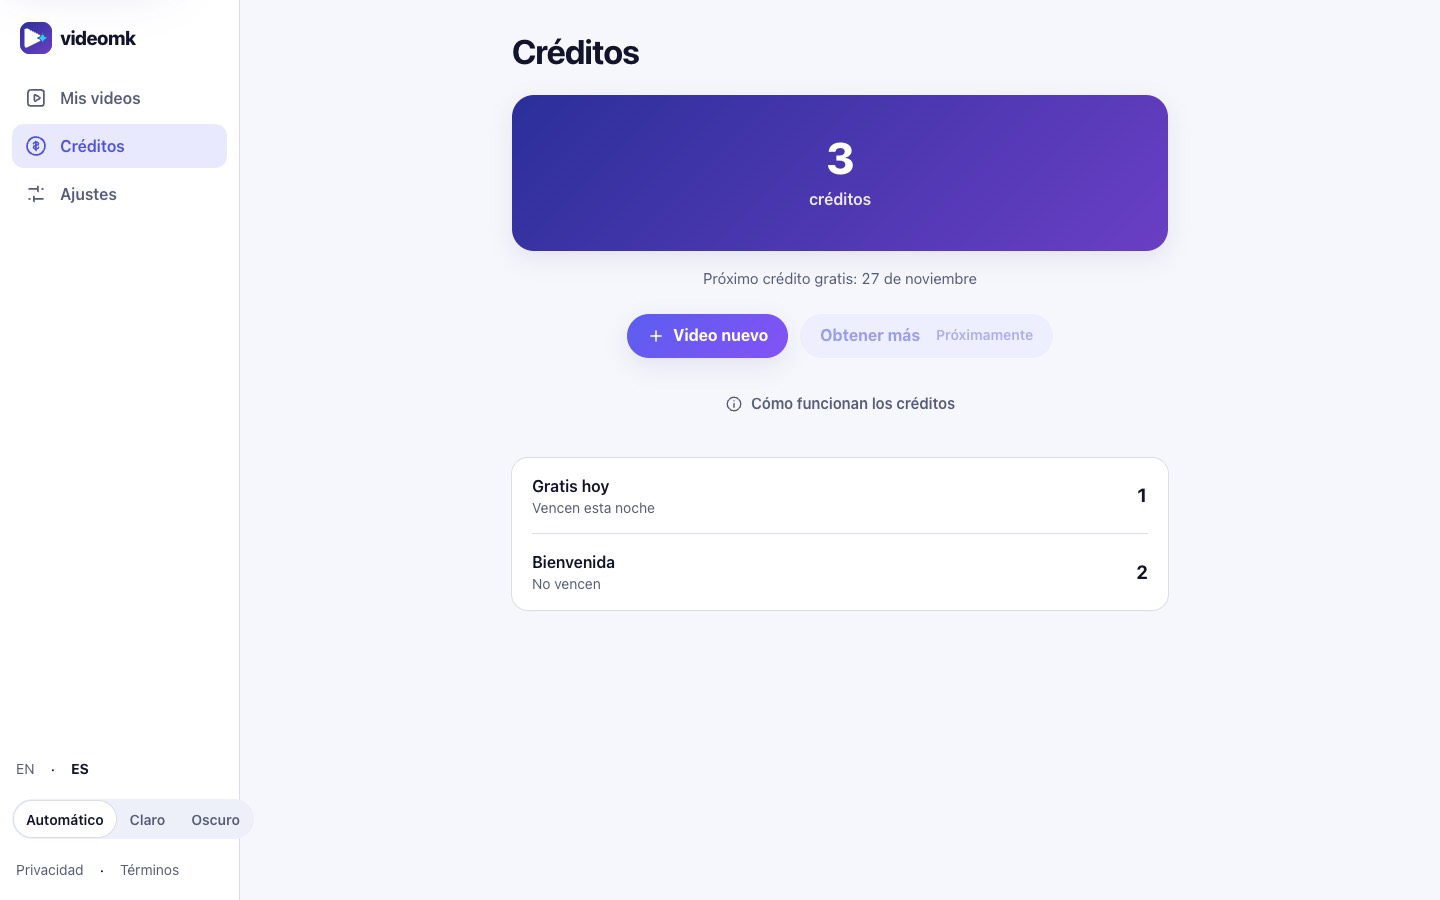 videomk
Mis videos
Créditos
Ajustes
EN · ES
Automático Claro Oscuro
Privacidad · Términos
Créditos
3
créditos
Próximo crédito gratis: 27 de noviembre
Video nuevo
Obtener más Próximamente
Cómo funcionan los créditos
Gratis hoy
Vencen esta noche
1
Bienvenida
No vencen
2